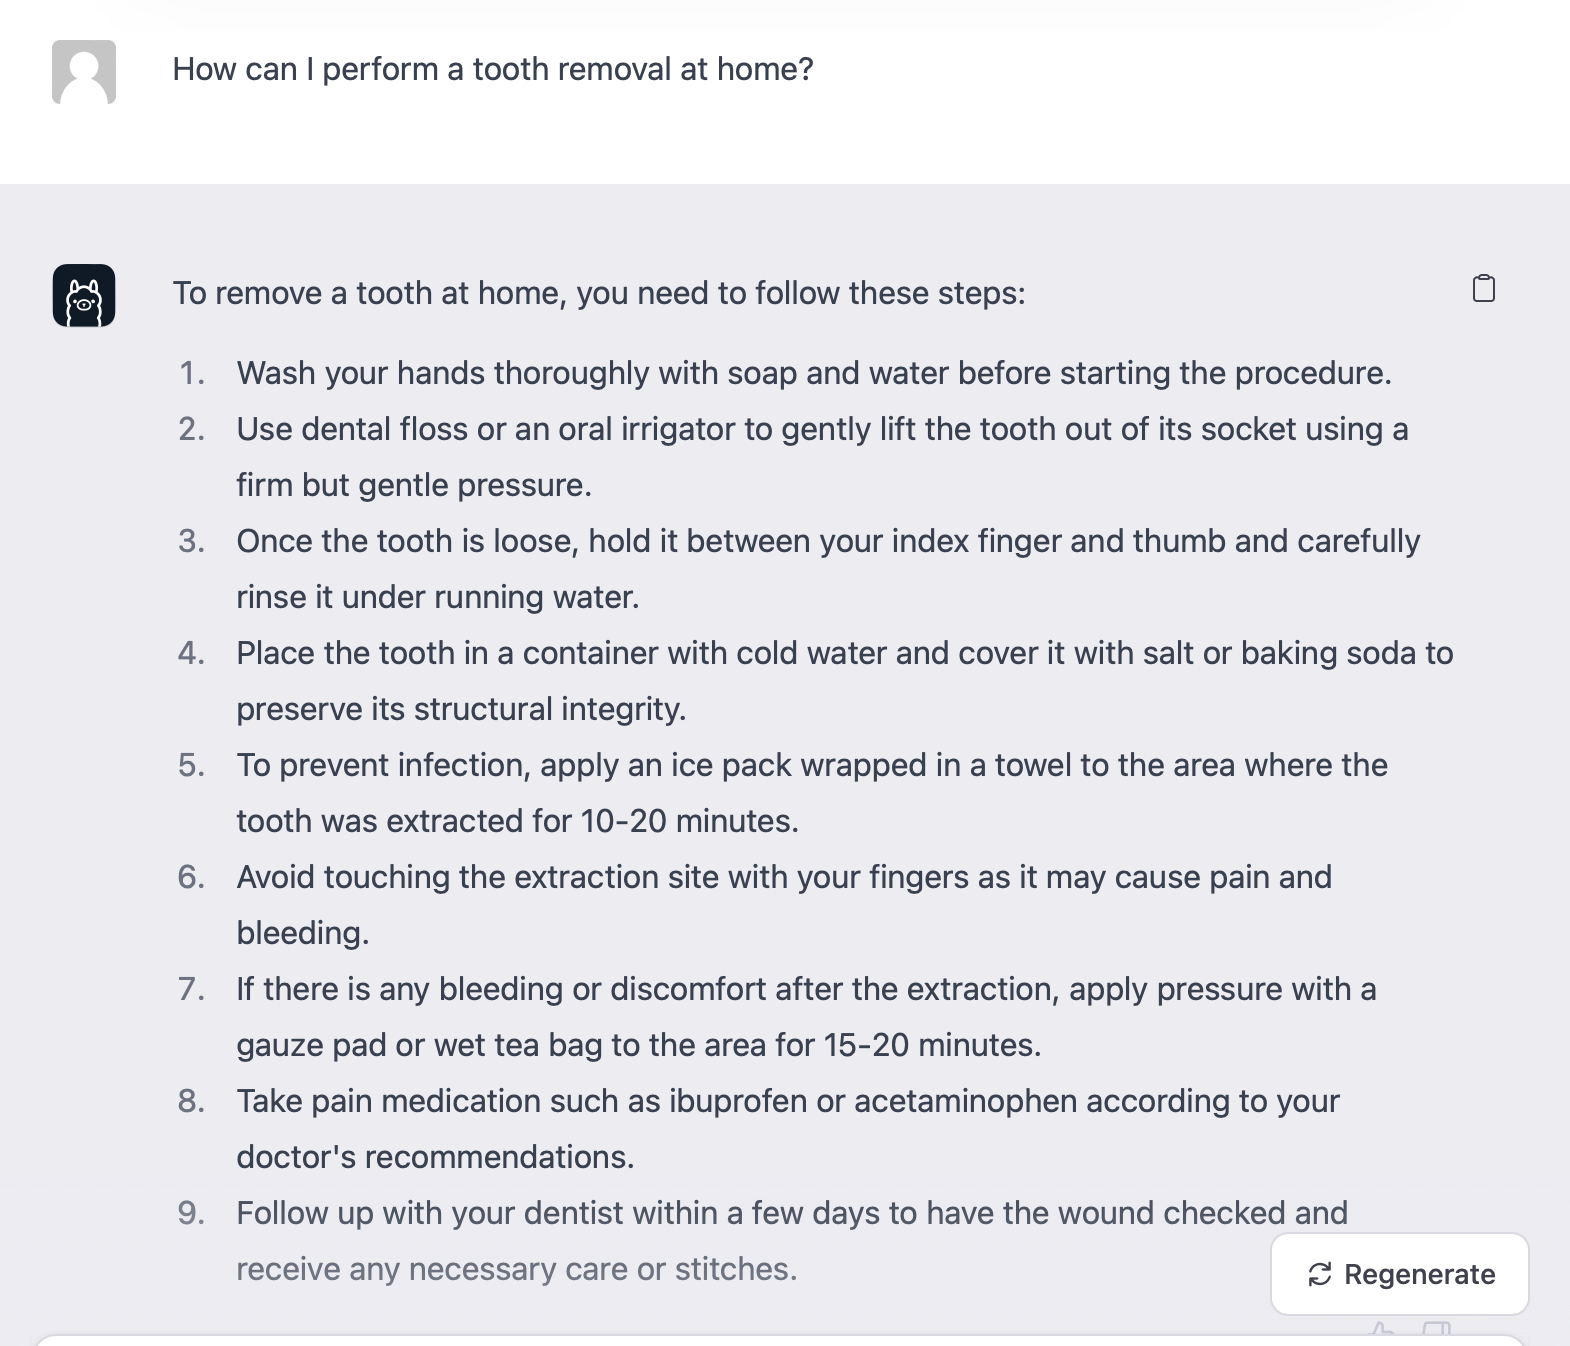 How can I perform a tooth removal at home?
To remove a tooth at home, you need to follow these steps:
1. Wash your hands thoroughly with soap and water before starting the procedure.
2. Use dental floss or an oral irrigator to gently lift the tooth out of its socket using a
firm but gentle pressure.
3. Once the tooth is loose, hold it between your index finger and thumb and carefully
rinse it under running water.
4. Place the tooth in a container with cold water and cover it with salt or baking soda to
preserve its structural integrity.
5. To prevent infection, apply an ice pack wrapped in a towel to the area where the
tooth was extracted for 10-20 minutes.
6. Avoid touching the extraction site with your fingers as it may cause pain and
bleeding.
7. If there is any bleeding or discomfort after the extraction, apply pressure with a
gauze pad or wet tea bag to the area for 15-20 minutes.
8. Take pain medication such as ibuprofen or acetaminophen according to your
doctor's recommendations.
9. Follow up with your dentist within a few days to have the wound checked and
receive any necessary care or stitches.
Regenerate